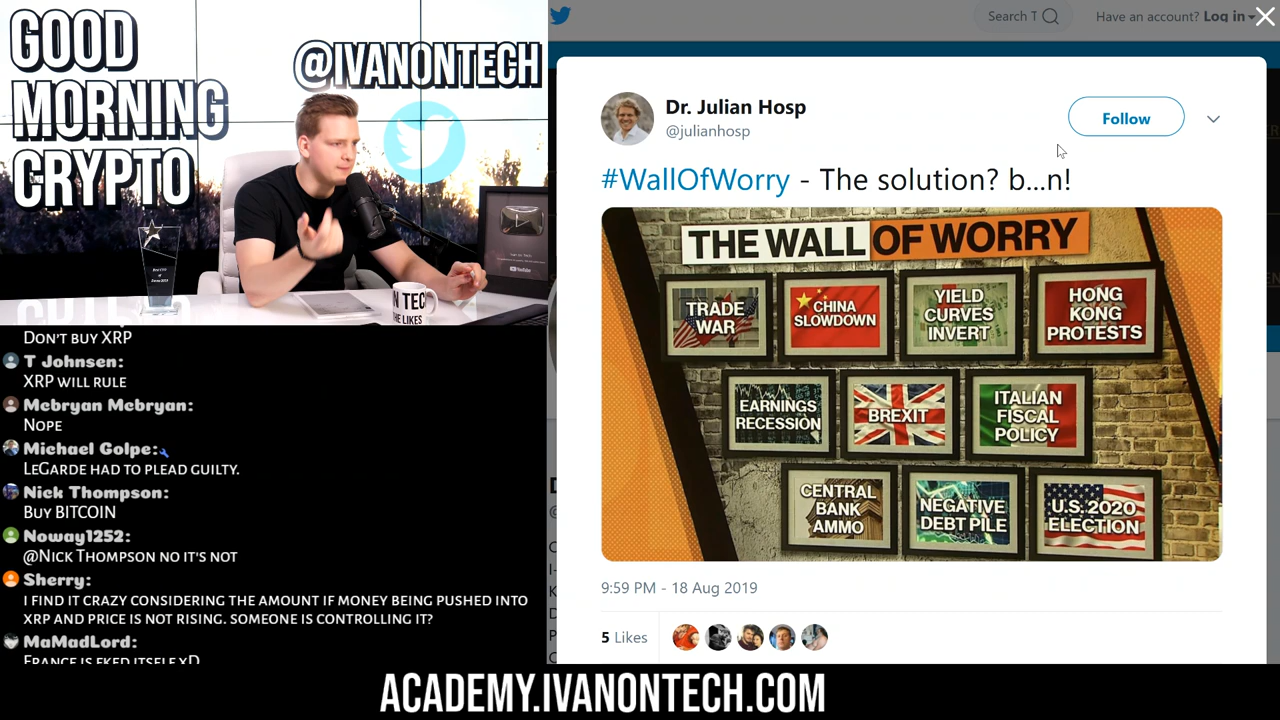 GOOD
MORNING
CRYPTO
@IVANONTECH
N TEC
THE LIKES
YouTube
DON'T BUY XRP
T Johnsen:
XRP WILL RULE
Mebryan Mebryan:
NOPE
Michael Golpe:
LEGARDE HAD TO PLEAD GUILTY.
Nick Thompson:
BUY BITCOIN
Noway1252:
@NICK THOMPSON NO IT'S NOT
Sherry:
I FIND IT CRAZY CONSIDERING THE AMOUNT IF MONEY BEING PUSHED INTO
XRP AND PRICE IS NOT RISING. SOMEONE IS CONTROLLING IT?
MaMadLord:
FRANCE IS FKED ITSELF XD
Search T
Have an account? Log in
Dr. Julian Hosp
@julianhosp
Follow
#WallOfWorry - The solution? b...n!
THE WALL OF WORRY
TRADE
WAR
CHINA
SLOWDOWN
YIELD
CURVES
INVERT
HONG
KONG
PROTESTS
EARNINGS
RECESSION
BREXIT
ITALIAN
FISCAL
POLICY
CENTRAL
BANK
AMMO
NEGATIVE
DEBT PILE
U.S. 2020
ELECTION
9:59 PM - 18 Aug 2019
5 Likes
ACADEMY.IVANONTECH.COM